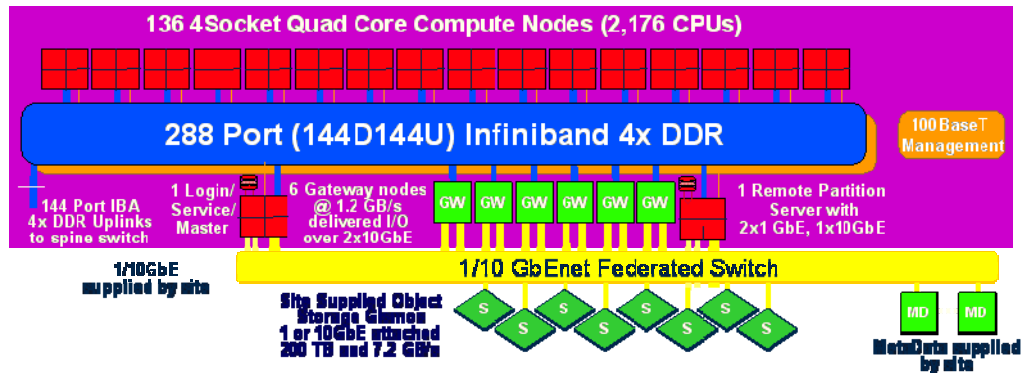 136 4Socket Quad Core Compute Nodes (2,176 CPUs)
288 Port (144D144U) Infiniband 4x DDR
100BaseT
Management
144 Port IBA
4x DDR Uplinks
to spine switch
1 Login/
Service/
Master
6 Gateway nodes
@ 1.2 GB/s
delivered I/O
over 2x10GbE
GW
GW
GW
GW
GW
GW
1 Remote Partition
Server with
2x1 GbE, 1x10GbE
1/10GbE
supplied by site
1/10 GbEnet Federated Switch
Site Supplied Object
Storage Gizmos
1 or 10GbE attached
200 TB and 7.2 GB/s
S
S
S
S
S
S
S
S
MD
MD
MetaData supplied
by site